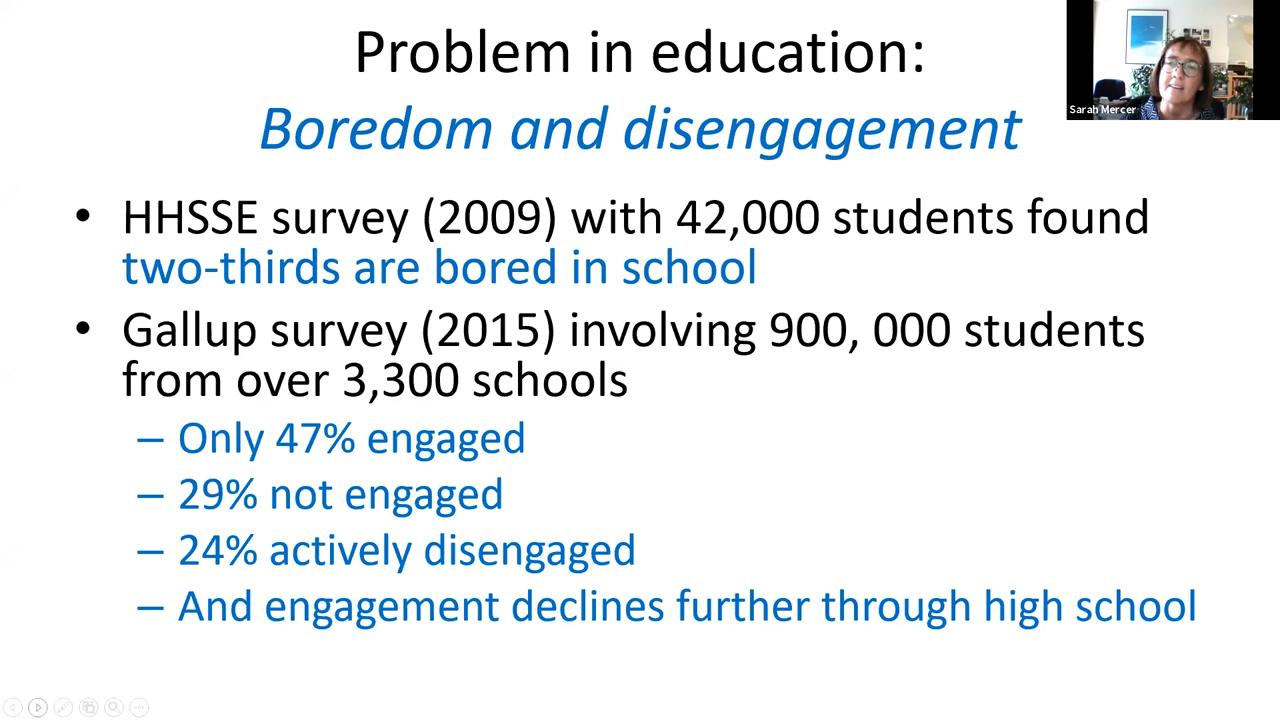 Problem in education:
Boredom and disengagement
Sarah Mercer
• HHSSE survey (2009) with 42,000 students found
two-thirds are bored in school
• Gallup survey (2015) involving 900, 000 students
from over 3,300 schools
– Only 47% engaged
– 29% not engaged
– 24% actively disengaged
– And engagement declines further through high school